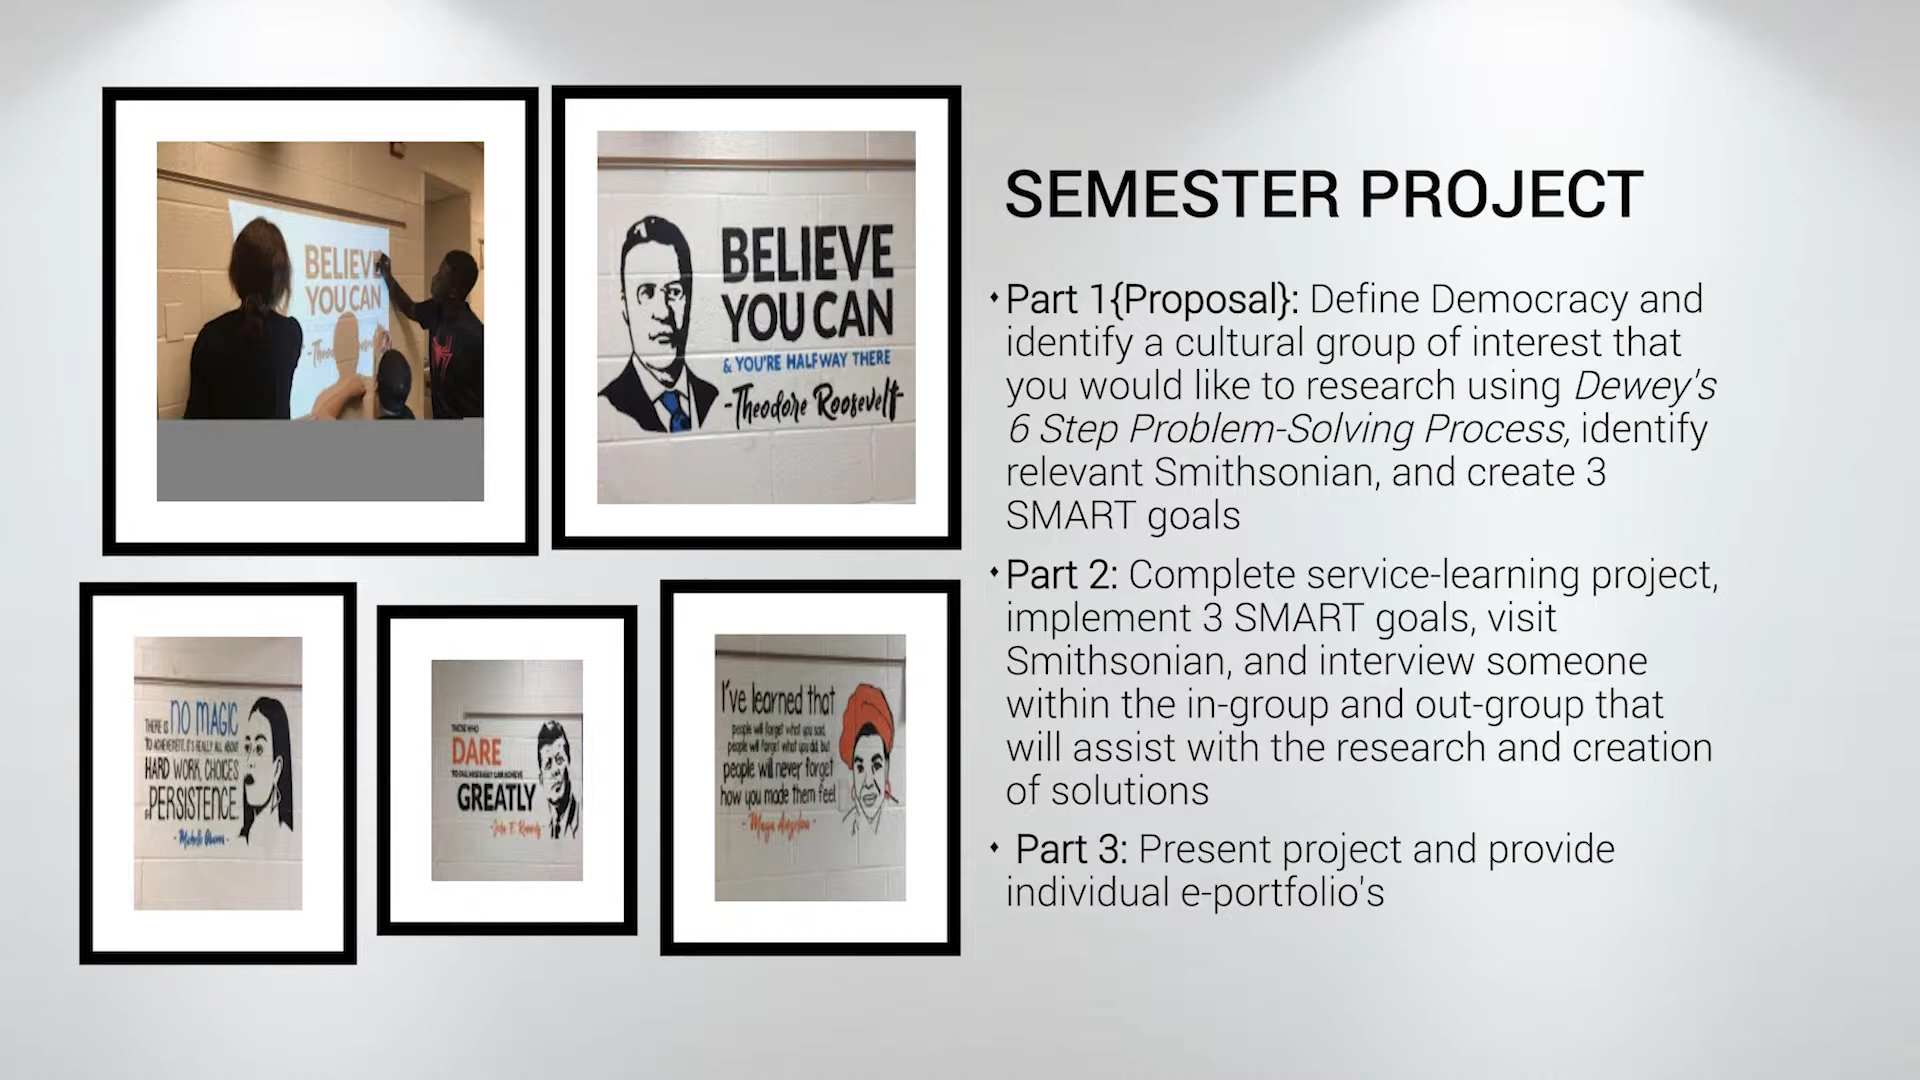 BELIEVE
YOU CAN
BELIEVE
YOU CAN
& YOU'RE HALFWAY THERE
-Theodore Roosevelt-
SEMESTER PROJECT
Part 1{Proposal}: Define Democracy and
identify a cultural group of interest that
you would like to research using Dewey's
6 Step Problem-Solving Process, identify
relevant Smithsonian, and create 3
SMART goals
Part 2: Complete service-learning project,
implement 3 SMART goals, visit
Smithsonian, and interview someone
within the in-group and out-group that
will assist with the research and creation
of solutions
Part 3: Present project and provide
individual e-portfolio's
THERE IS NO MAGIC
TO ACHIEVEMENT. IT'S REALLY ALL ABOUT
HARD WORK, CHOICES
PERSISTENCE.
- Michelle Obama -
THOSE WHO
DARE
TO FAIL MISERABLY CAN ACHIEVE
GREATLY
- John F. Kennedy -
I've learned that
people will forget what you said,
people will forget what you did, but
people will never forget
how you made them feel
- Maya Angelou -